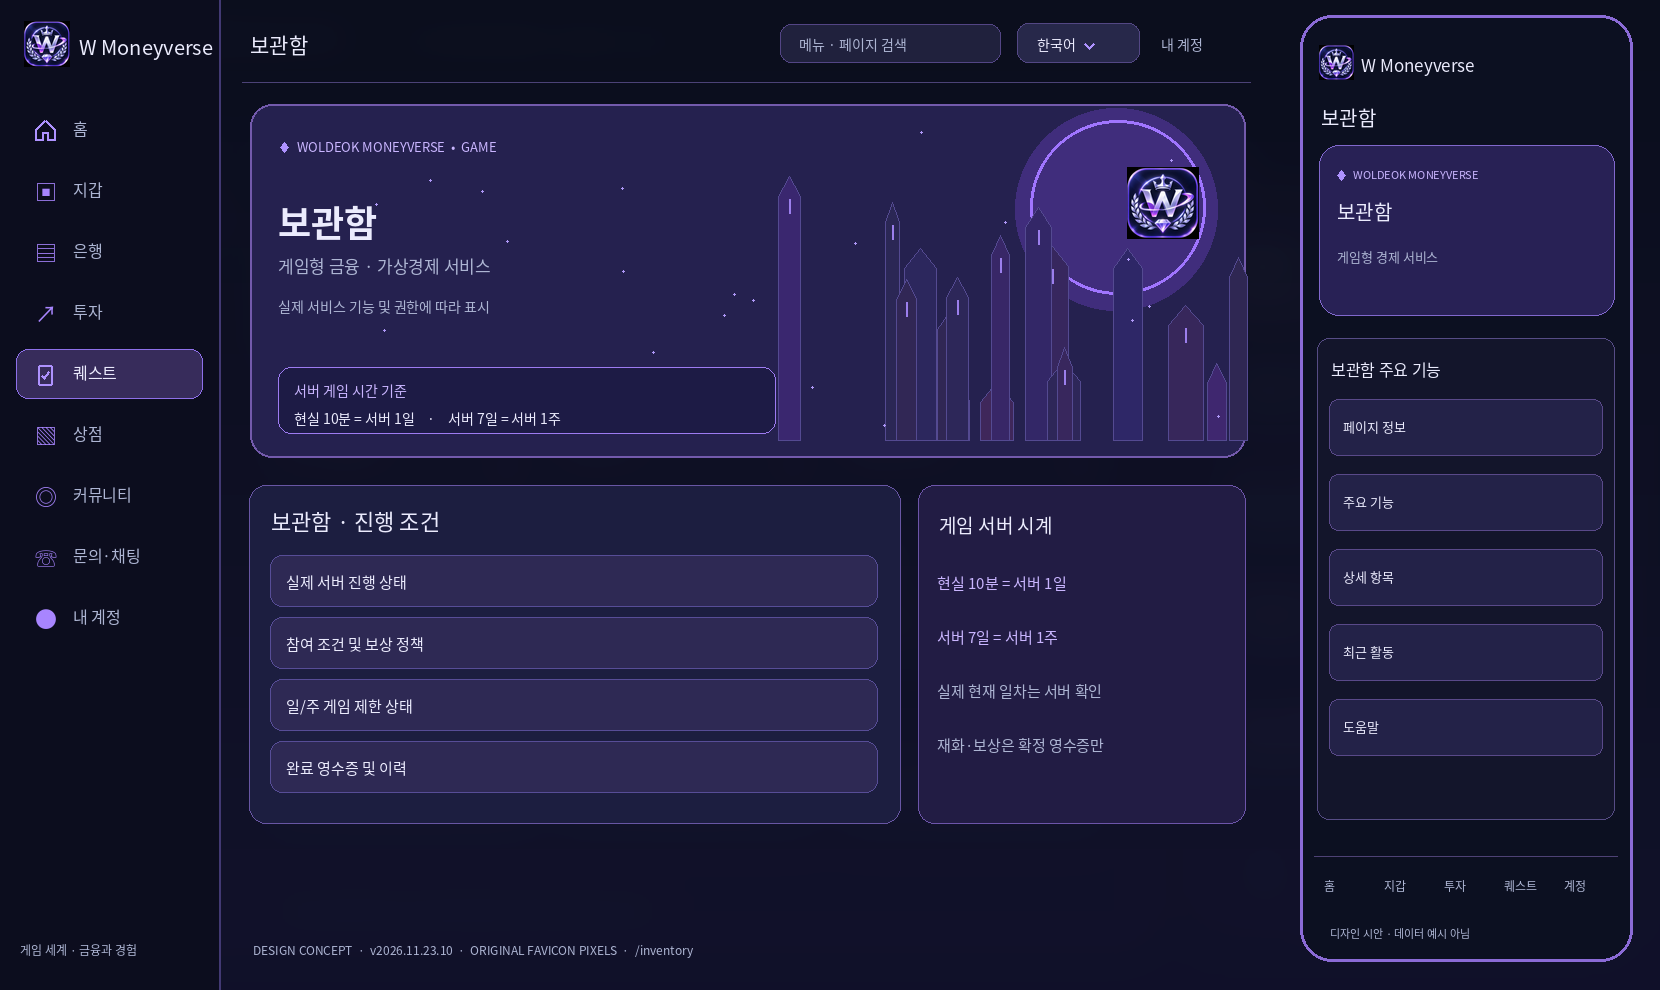 W Moneyverse
홈
지갑
은행
투자
퀘스트
상점
커뮤니티
문의·채팅
내 계정
게임 세계 · 금융과 경험
보관함
메뉴 · 페이지 검색
한국어
내 계정
WOLDEOK MONEYVERSE • GAME
보관함
게임형 금융 · 가상경제 서비스
실제 서비스 기능 및 권한에 따라 표시
서버 게임 시간 기준
현실 10분 = 서버 1일 · 서버 7일 = 서버 1주
W
보관함 · 진행 조건
실제 서버 진행 상태
참여 조건 및 보상 정책
일/주 게임 제한 상태
완료 영수증 및 이력
게임 서버 시계
현실 10분 = 서버 1일
서버 7일 = 서버 1주
실제 현재 일차는 서버 확인
재화·보상은 확정 영수증만
DESIGN CONCEPT · v2026.11.23.10 · ORIGINAL FAVICON PIXELS · /inventory
W Moneyverse
보관함
WOLDEOK MONEYVERSE
보관함
게임형 경제 서비스
보관함 주요 기능
페이지 정보
주요 기능
상세 항목
최근 활동
도움말
홈 지갑 투자 퀘스트 계정
디자인 시안 · 데이터 예시 아님